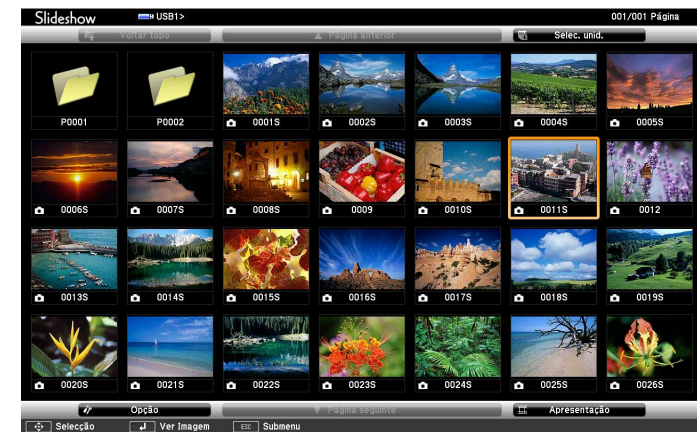 Slideshow USB1> 001/001 Página
Voltar topo Página anterior Selec. unid.
P0001 P0002 0001S 0002S 0003S 0004S 0005S
0006S 0007S 0008S 0009 0010S 0011S 0012
0013S 0014S 0015S 0016S 0017S 0018S 0019S
0020S 0021S 0022S 0023S 0024S 0025S 0026S
Opção Página seguinte Apresentação
Selecção Ver Imagem ESC Submenu